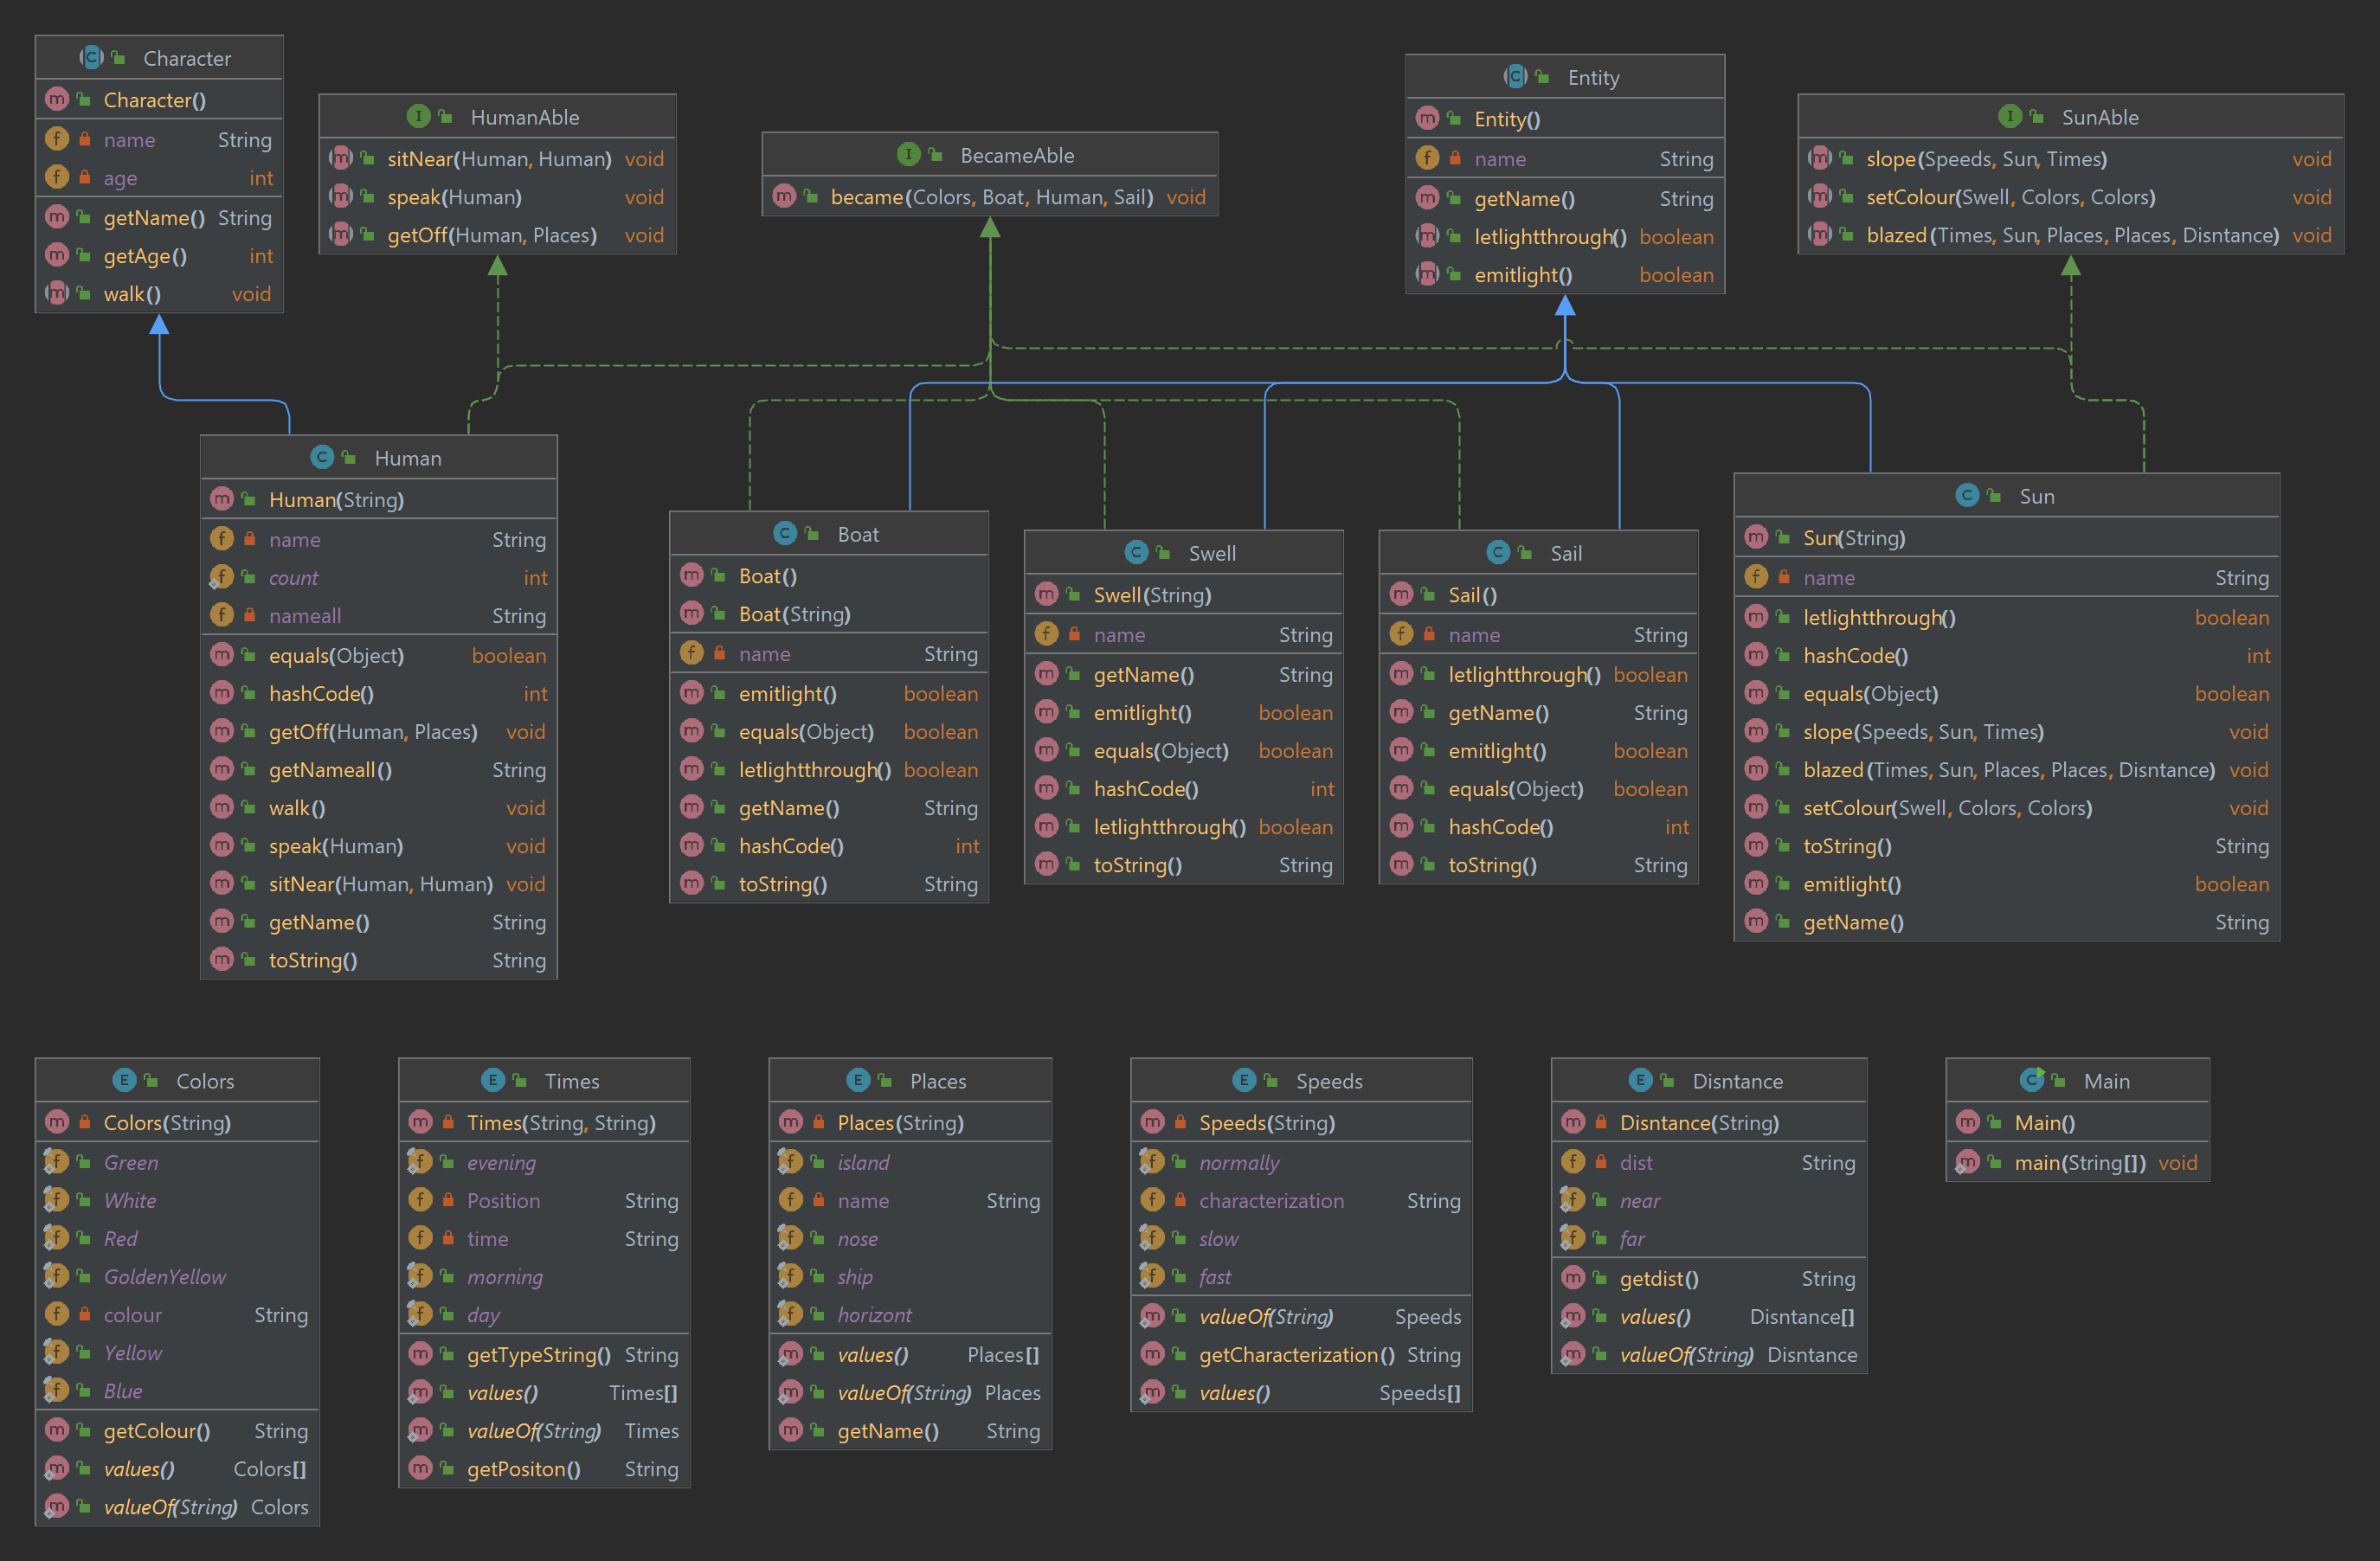 Character
Character()
name String
age int
getName() String
getAge() int
walk() void
HumanAble
sitNear(Human, Human) void
speak(Human) void
getOff(Human, Places) void
BecameAble
became(Colors, Boat, Human, Sail) void
Entity
Entity()
name String
getName() String
letlightthrough() boolean
emitlight() boolean
SunAble
slope(Speeds, Sun, Times) void
setColour(Swell, Colors, Colors) void
blazed(Times, Sun, Places, Places, Disntance) void
Human
Human(String)
name String
count int
nameall String
equals(Object) boolean
hashCode() int
getOff(Human, Places) void
getNameall() String
walk() void
speak(Human) void
sitNear(Human, Human) void
getName() String
toString() String
Boat
Boat()
Boat(String)
name String
emitlight() boolean
equals(Object) boolean
letlightthrough() boolean
getName() String
hashCode() int
toString() String
Swell
Swell(String)
name String
getName() String
emitlight() boolean
equals(Object) boolean
hashCode() int
letlightthrough() boolean
toString() String
Sail
Sail()
name String
letlightthrough() boolean
getName() String
emitlight() boolean
equals(Object) boolean
hashCode() int
toString() String
Sun
Sun(String)
name String
letlightthrough() boolean
hashCode() int
equals(Object) boolean
slope(Speeds, Sun, Times) void
blazed(Times, Sun, Places, Places, Disntance) void
setColour(Swell, Colors, Colors) void
toString() String
emitlight() boolean
getName() String
Colors
Colors(String)
Green
White
Red
GoldenYellow
colour String
Yellow
Blue
getColour() String
values() Colors[]
valueOf(String) Colors
Times
Times(String, String)
evening
Position String
time String
morning
day
getTypeString() String
values() Times[]
valueOf(String) Times
getPositon() String
Places
Places(String)
island
name String
nose
ship
horizont
values() Places[]
valueOf(String) Places
getName() String
Speeds
Speeds(String)
normally
characterization String
slow
fast
valueOf(String) Speeds
getCharacterization() String
values() Speeds[]
Disntance
Disntance(String)
dist String
near
far
getdist() String
values() Disntance[]
valueOf(String) Disntance
Main
Main()
main(String[]) void